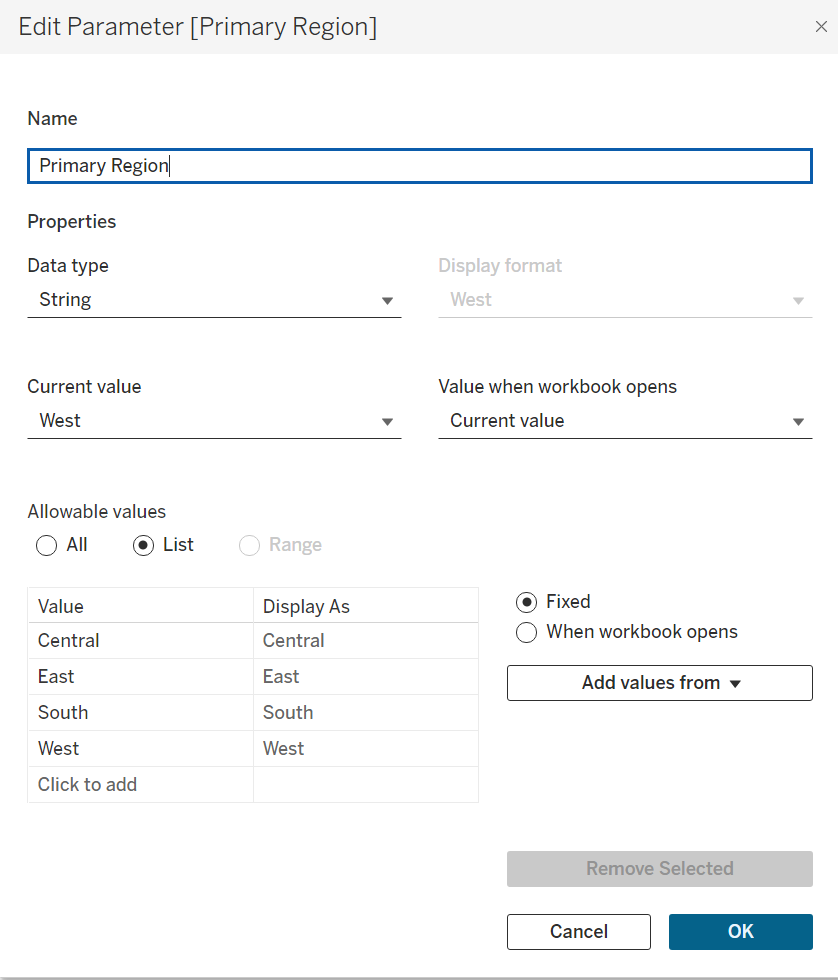 Edit Parameter [Primary Region]
Name
Primary Region
Properties
Data type Display format
String West
Current value Value when workbook opens
West Current value
Allowable values
All List Range
Value Display As
Central Central
East East
South South
West West
Click to add
Fixed
When workbook opens
Add values from
Remove Selected
Cancel OK